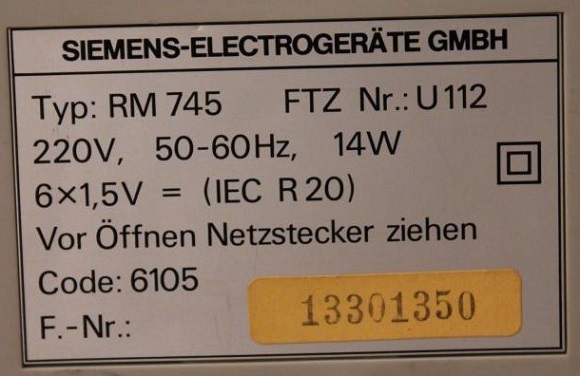 SIEMENS-ELECTROGERÄTE GMBH
Typ: RM 745 FTZ Nr.: U 112
220V, 50-60Hz, 14W
6×1,5V = (IEC R 20)
Vor Öffnen Netzstecker ziehen
Code: 6105
F.-Nr.: 13301350